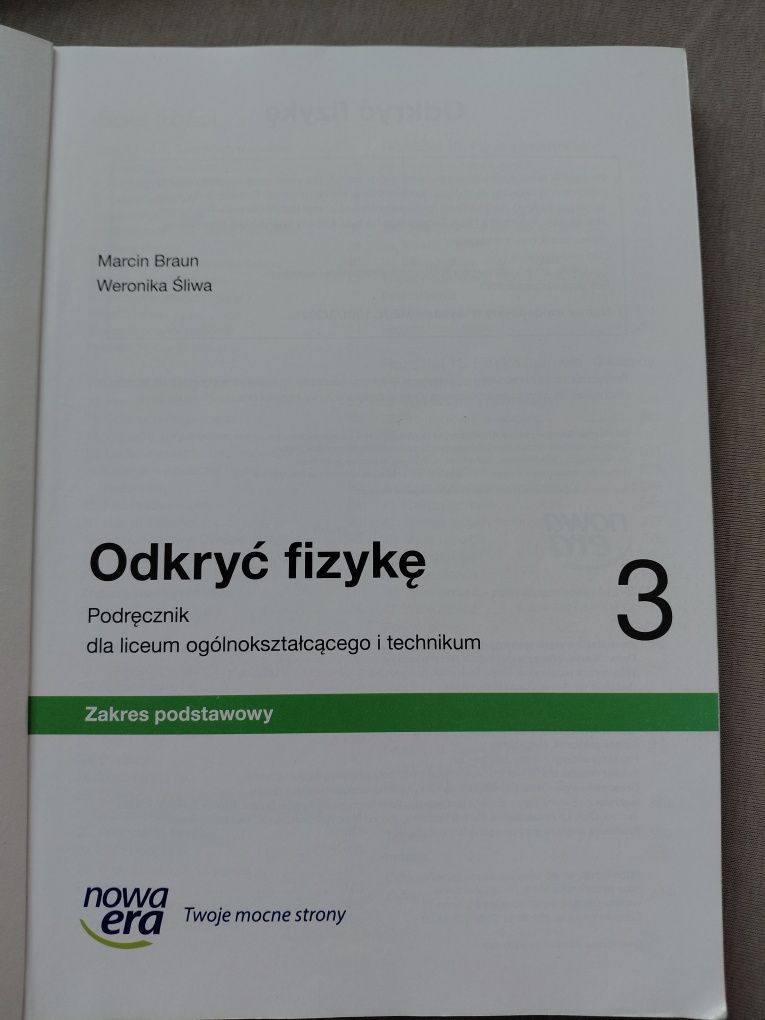 Marcin Braun
Weronika Śliwa
Odkryć fizykę
Podręcznik
dla liceum ogólnokształcącego i technikum
3
Zakres podstawowy
nowa
era
Twoje mocne strony